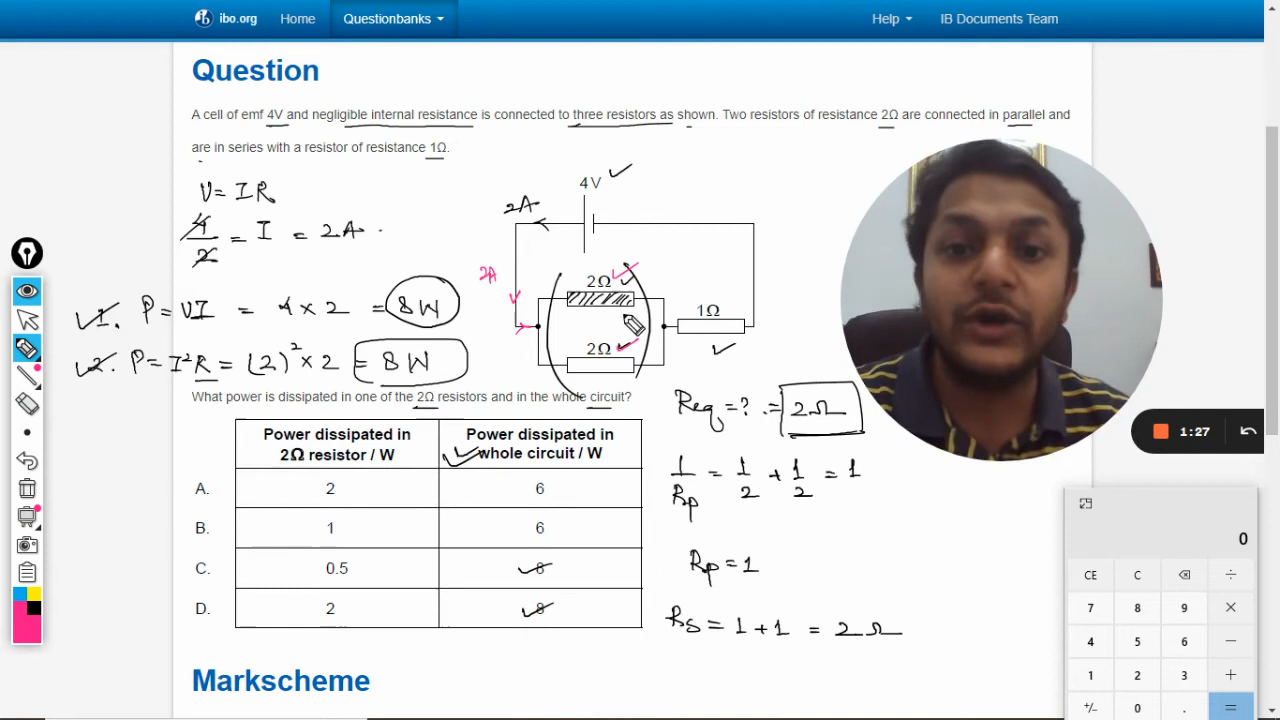 ibo.org Home Questionbanks Help IB Documents Team
Question
A cell of emf 4V and negligible internal resistance is connected to three resistors as shown. Two resistors of resistance 2Ω are connected in parallel and
are in series with a resistor of resistance 1Ω.
V = IR
4/2 = I = 2A
1. P = VI = 4 × 2 = 8W
2. P = I²R = (2)² × 2 = 8W
4V
2A
2A
2Ω
1Ω
2Ω
What power is dissipated in one of the 2Ω resistors and in the whole circuit?
Power dissipated in 2Ω resistor / W Power dissipated in whole circuit / W
A. 2 6
B. 1 6
C. 0.5 8
D. 2 8
Req = ? = 2Ω
1/Rp = 1/2 + 1/2 = 1
Rp = 1
RS = 1 + 1 = 2Ω
Markscheme
1:27
0
CE C ÷
7 8 9 ×
4 5 6 −
1 2 3 +
+/- 0 . =